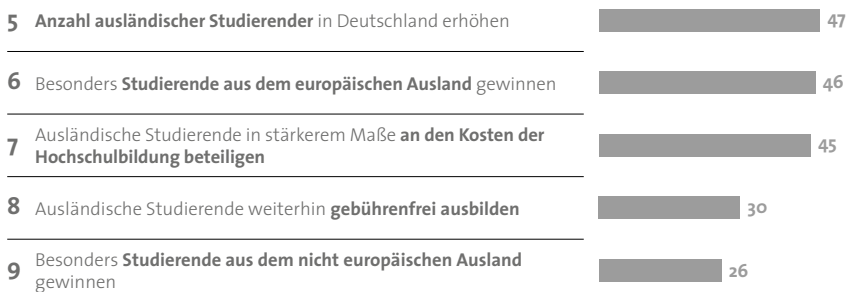 5 Anzahl ausländischer Studierender in Deutschland erhöhen 47
6 Besonders Studierende aus dem europäischen Ausland gewinnen 46
7 Ausländische Studierende in stärkerem Maße an den Kosten der
Hochschulbildung beteiligen 45
8 Ausländische Studierende weiterhin gebührenfrei ausbilden 30
9 Besonders Studierende aus dem nicht europäischen Ausland
gewinnen 26